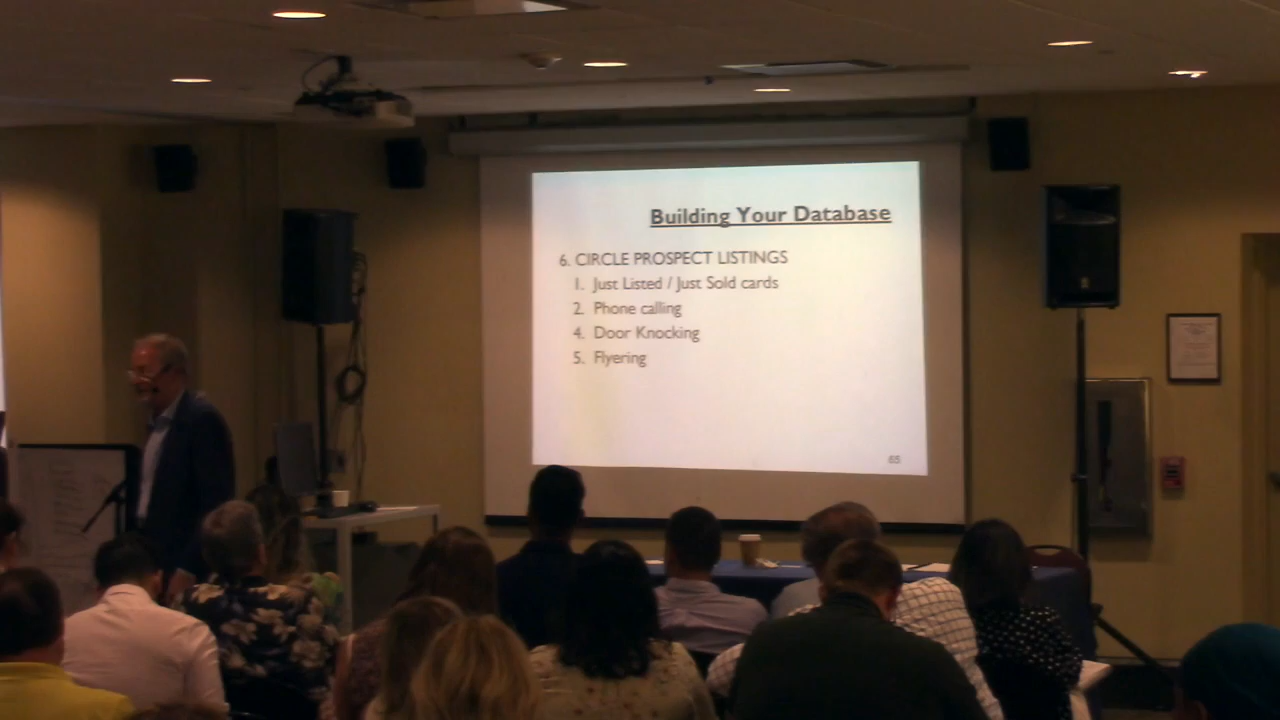 Building Your Database
6. CIRCLE PROSPECT LISTINGS
1. Just Listed / Just Sold cards
2. Phone calling
4. Door Knocking
5. Flyering
65